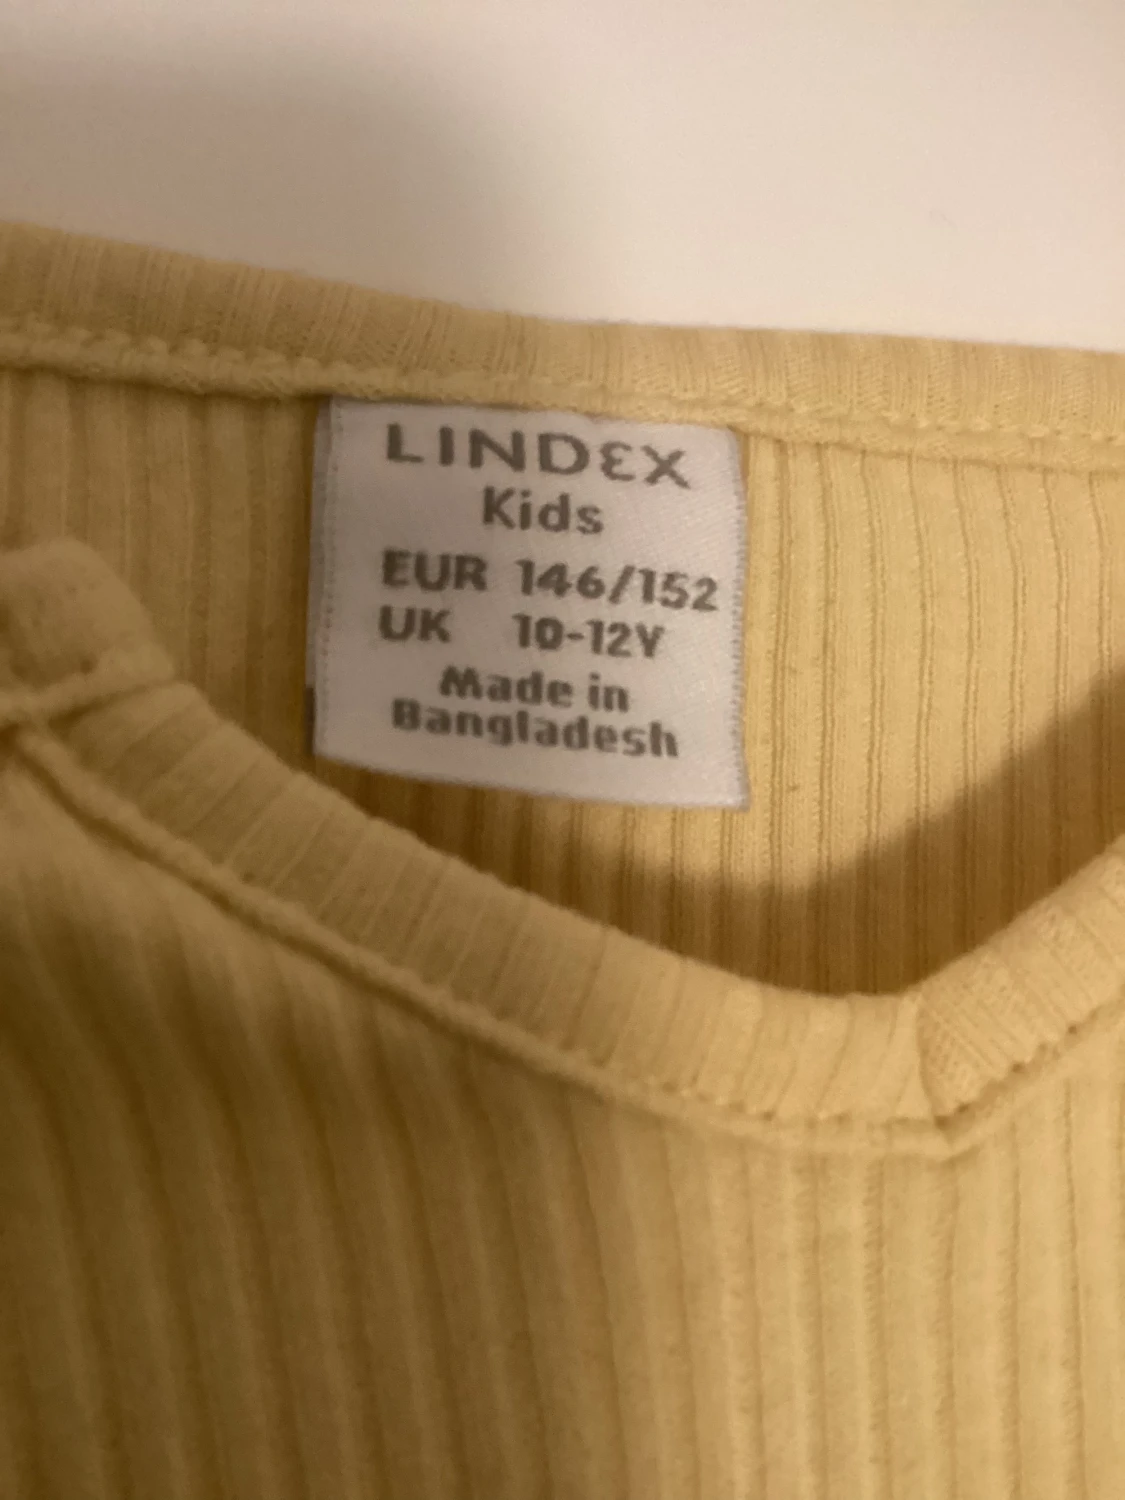 LINDEX
Kids
EUR 146/152
UK 10-12Y
Made in
Bangladesh